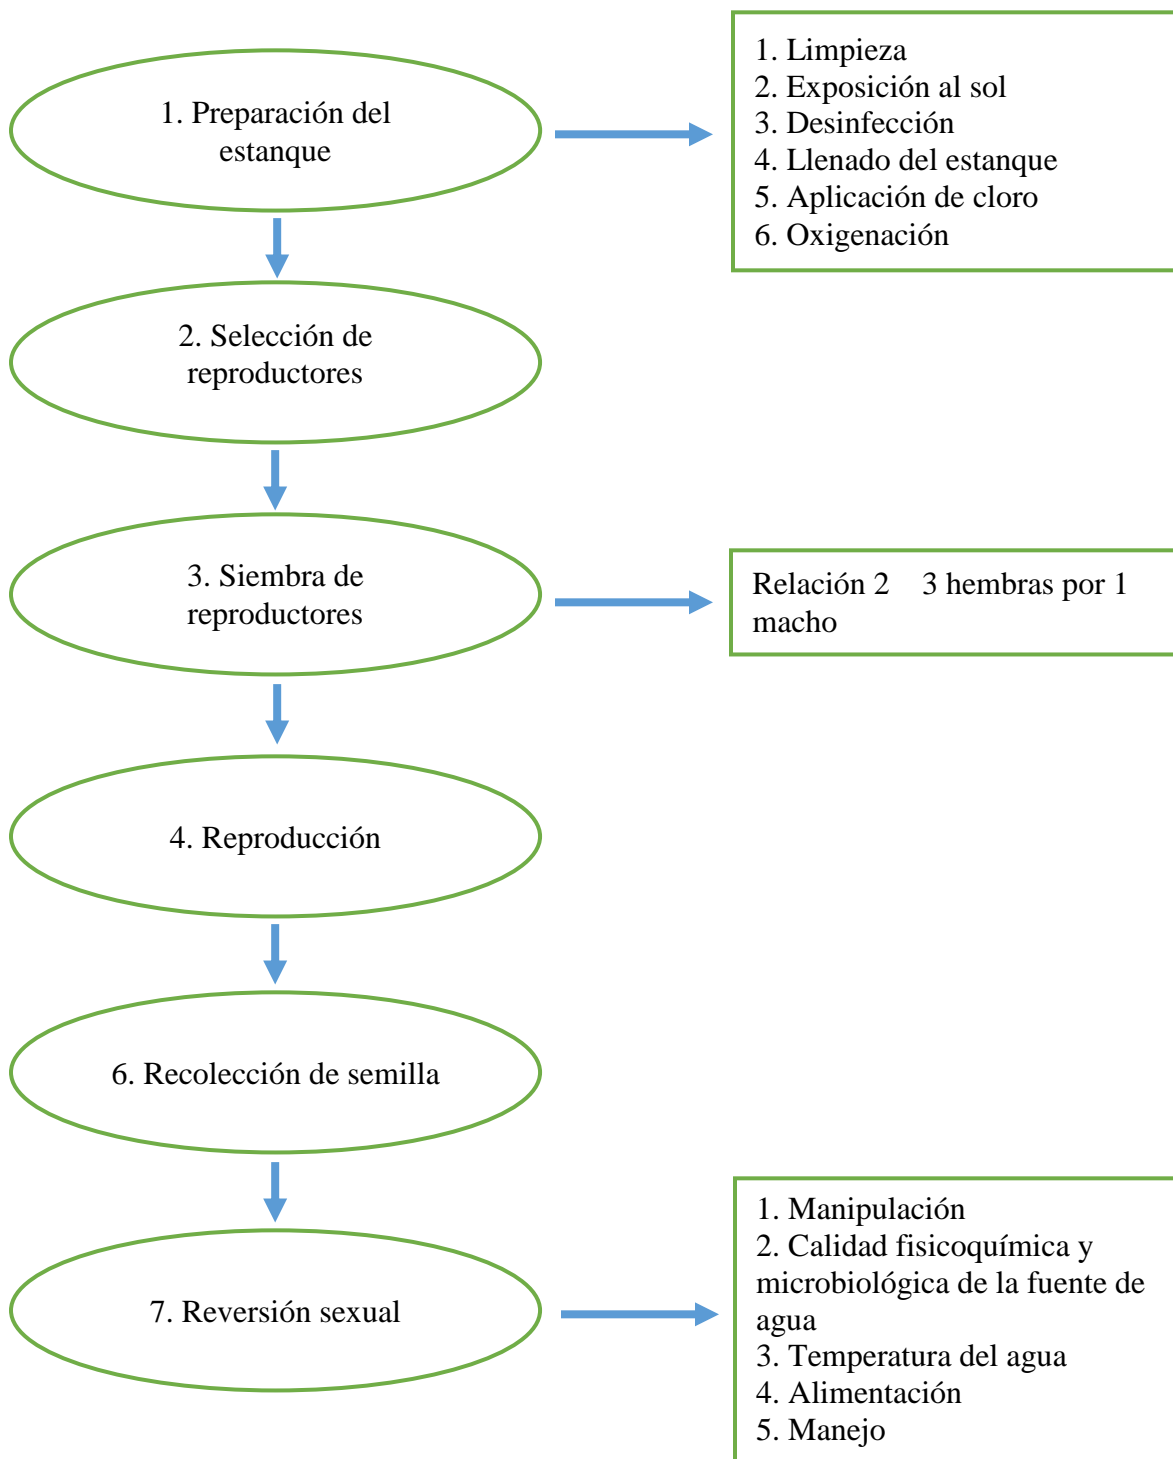 1. Preparación del
estanque
1. Limpieza
2. Exposición al sol
3. Desinfección
4. Llenado del estanque
5. Aplicación de cloro
6. Oxigenación
2. Selección de
reproductores
3. Siembra de
reproductores
Relación 2 3 hembras por 1
macho
4. Reproducción
6. Recolección de semilla
7. Reversión sexual
1. Manipulación
2. Calidad fisicoquímica y
microbiológica de la fuente de
agua
3. Temperatura del agua
4. Alimentación
5. Manejo